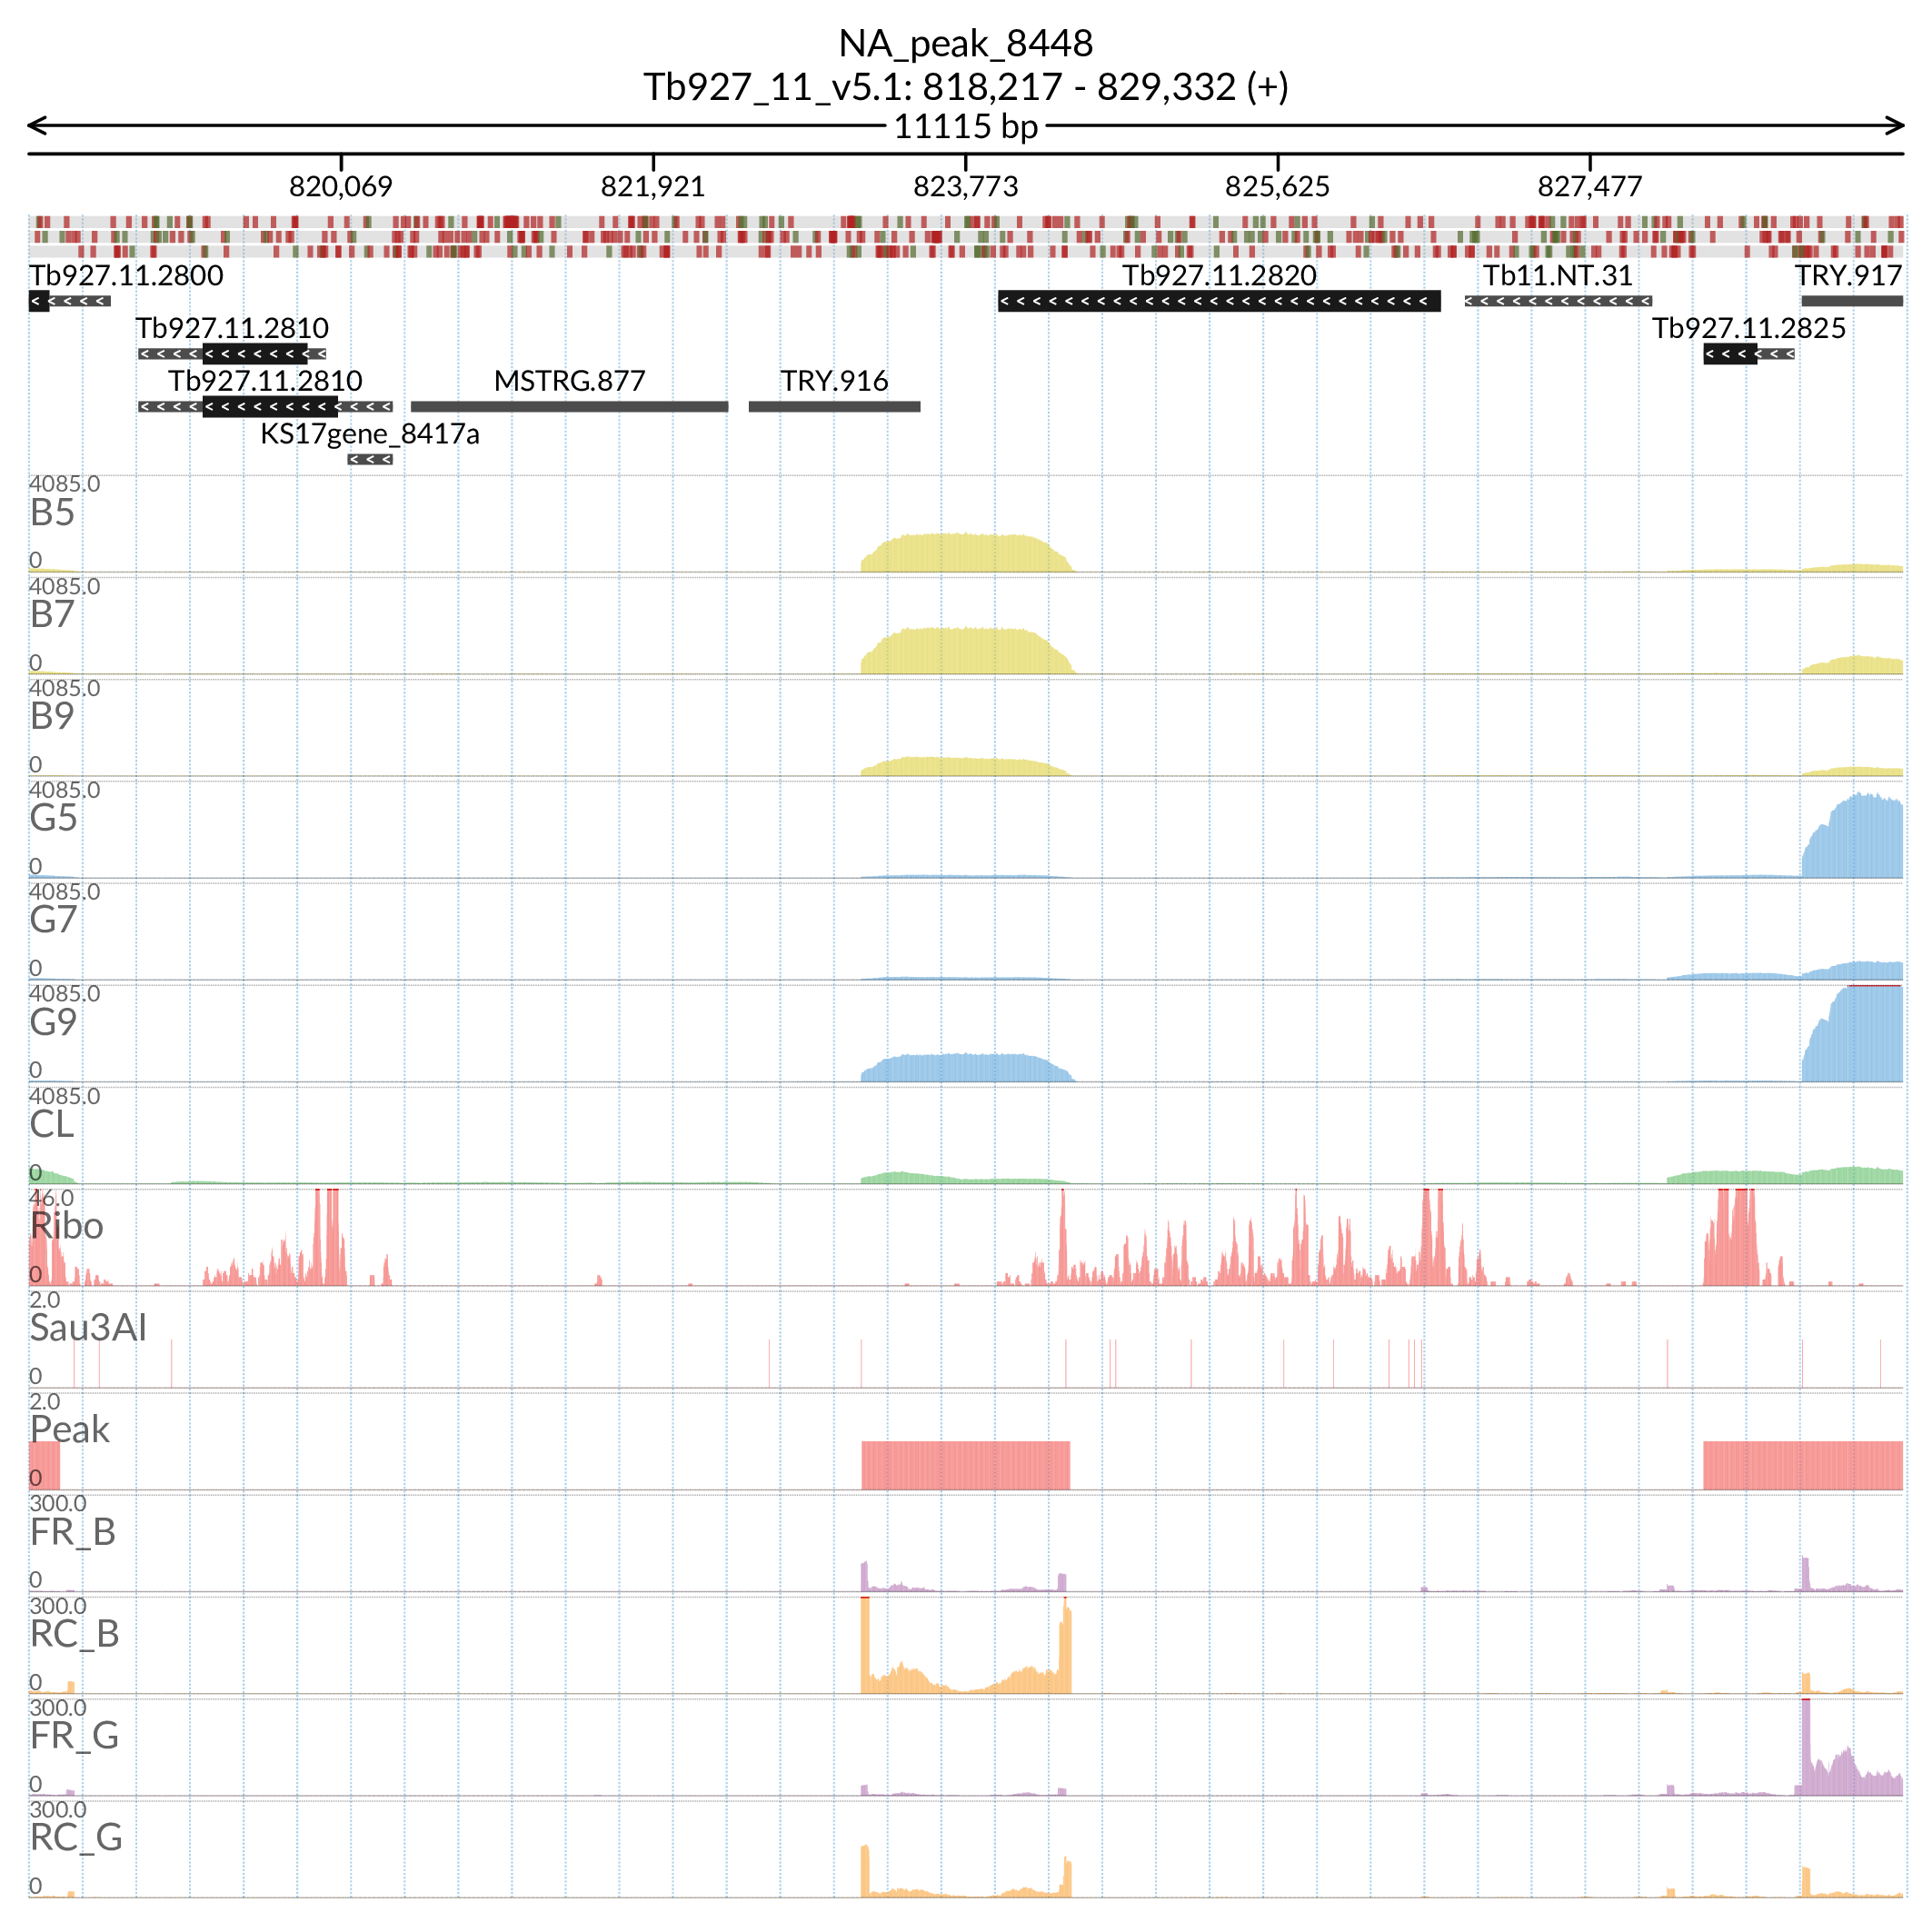 NA_peak_8448
Tb927_11_v5.1: 818,217 - 829,332 (+)
11115 bp
820,069 821,921 823,773 825,625 827,477
Tb927.11.2800 Tb927.11.2820 Tb11.NT.31 TRY.917
Tb927.11.2810 Tb927.11.2825
Tb927.11.2810 MSTRG.877 TRY.916
KS17gene_8417a
4085.0
B5
0
4085.0
B7
0
4085.0
B9
0
4085.0
G5
0
4085.0
G7
0
4085.0
G9
0
4085.0
CL
0
46.0
Ribo
0
2.0
Sau3AI
0
2.0
Peak
0
300.0
FR_B
0
300.0
RC_B
0
300.0
FR_G
0
300.0
RC_G
0